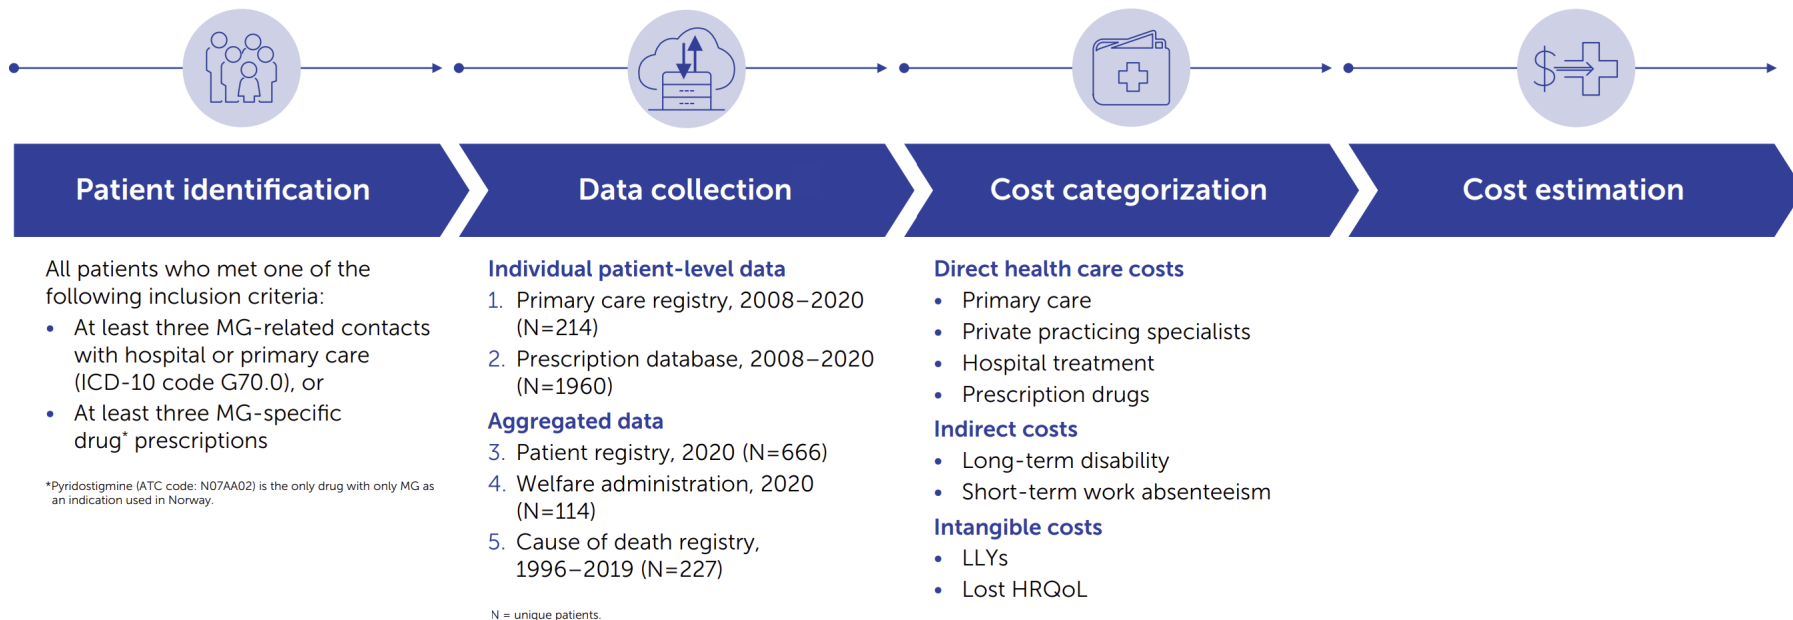 Patient identification
All patients who met one of the
following inclusion criteria:
• At least three MG-related contacts
with hospital or primary care
(ICD-10 code G70.0), or
• At least three MG-specific
drug* prescriptions
*Pyridostigmine (ATC code: N07AA02) is the only drug with only MG as
an indication used in Norway.
Data collection
Individual patient-level data
1. Primary care registry, 2008–2020
(N=214)
2. Prescription database, 2008–2020
(N=1960)
Aggregated data
3. Patient registry, 2020 (N=666)
4. Welfare administration, 2020
(N=114)
5. Cause of death registry,
1996–2019 (N=227)
N = unique patients.
Cost categorization
Direct health care costs
• Primary care
• Private practicing specialists
• Hospital treatment
• Prescription drugs
Indirect costs
• Long-term disability
• Short-term work absenteeism
Intangible costs
• LLYs
• Lost HRQoL
$
Cost estimation